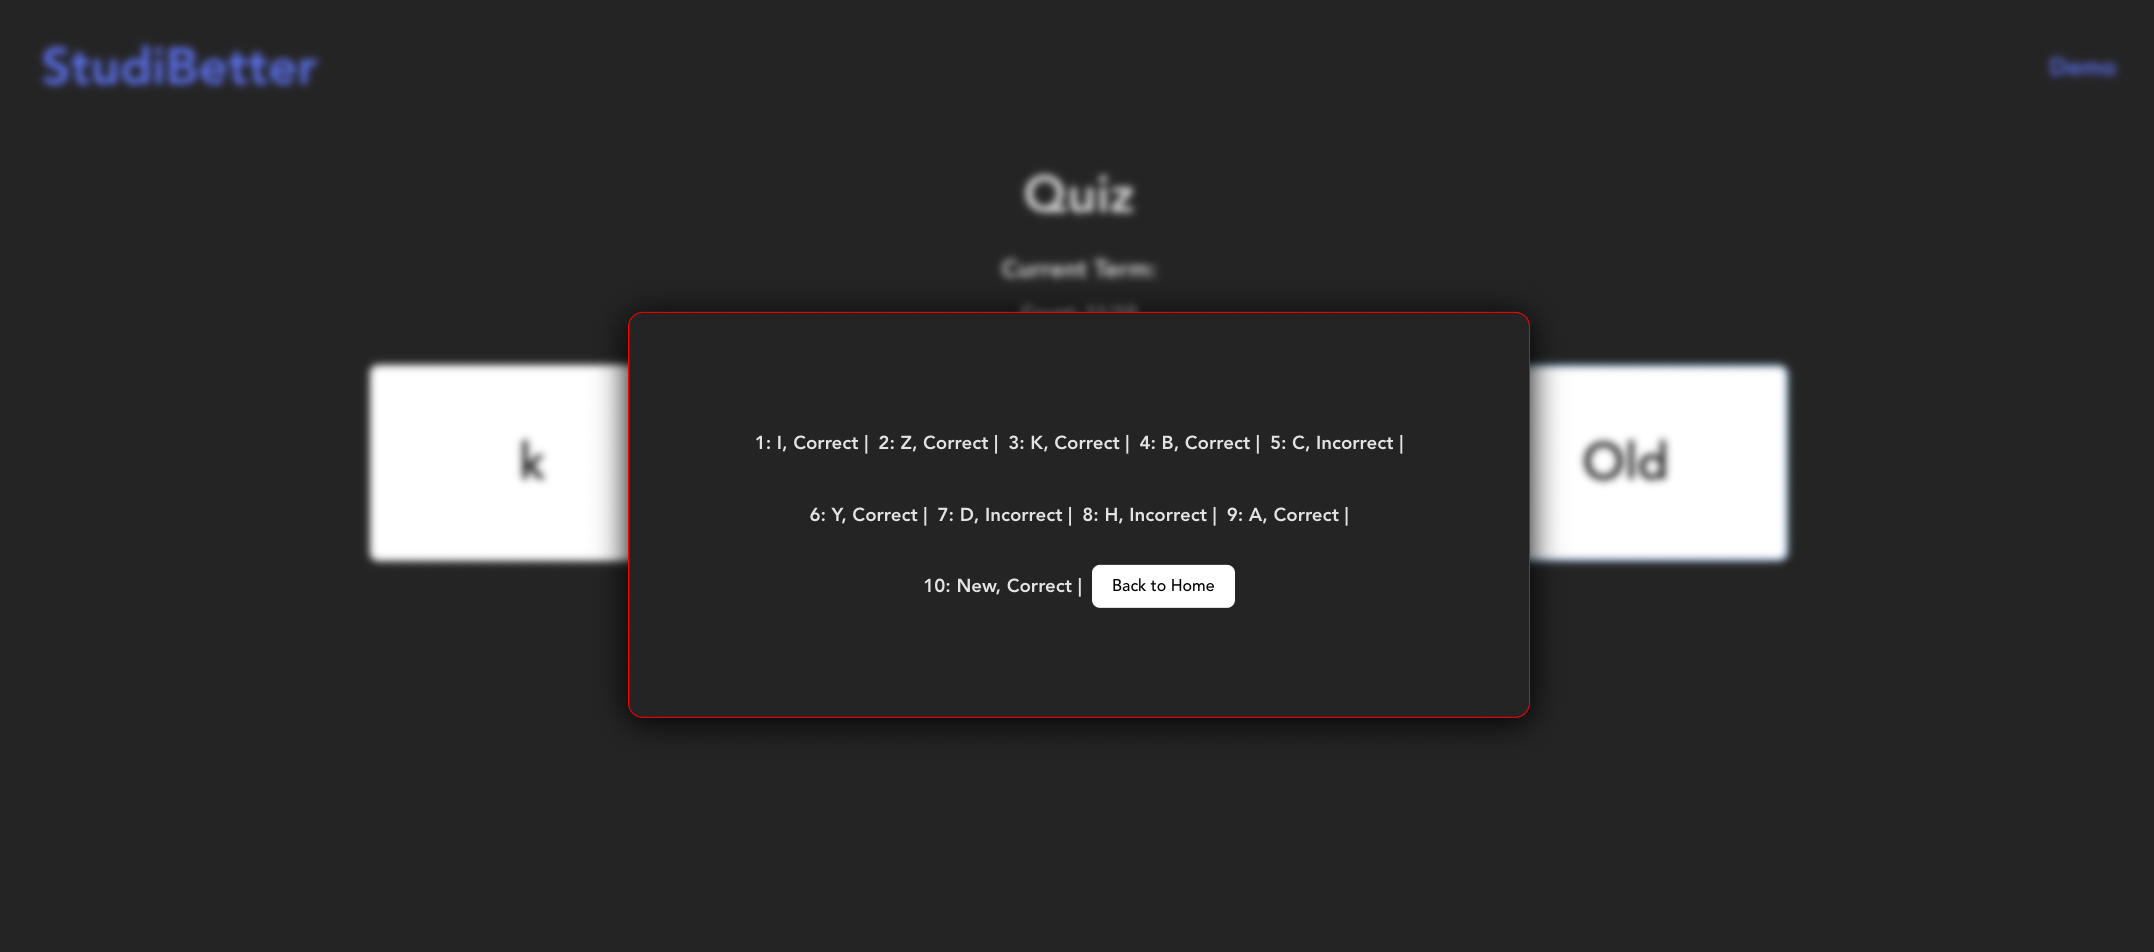 StudiBetter
Demo
Quiz
Current Term:
k
Old
1: I, Correct | 2: Z, Correct | 3: K, Correct | 4: B, Correct | 5: C, Incorrect |
6: Y, Correct | 7: D, Incorrect | 8: H, Incorrect | 9: A, Correct |
10: New, Correct | Back to Home